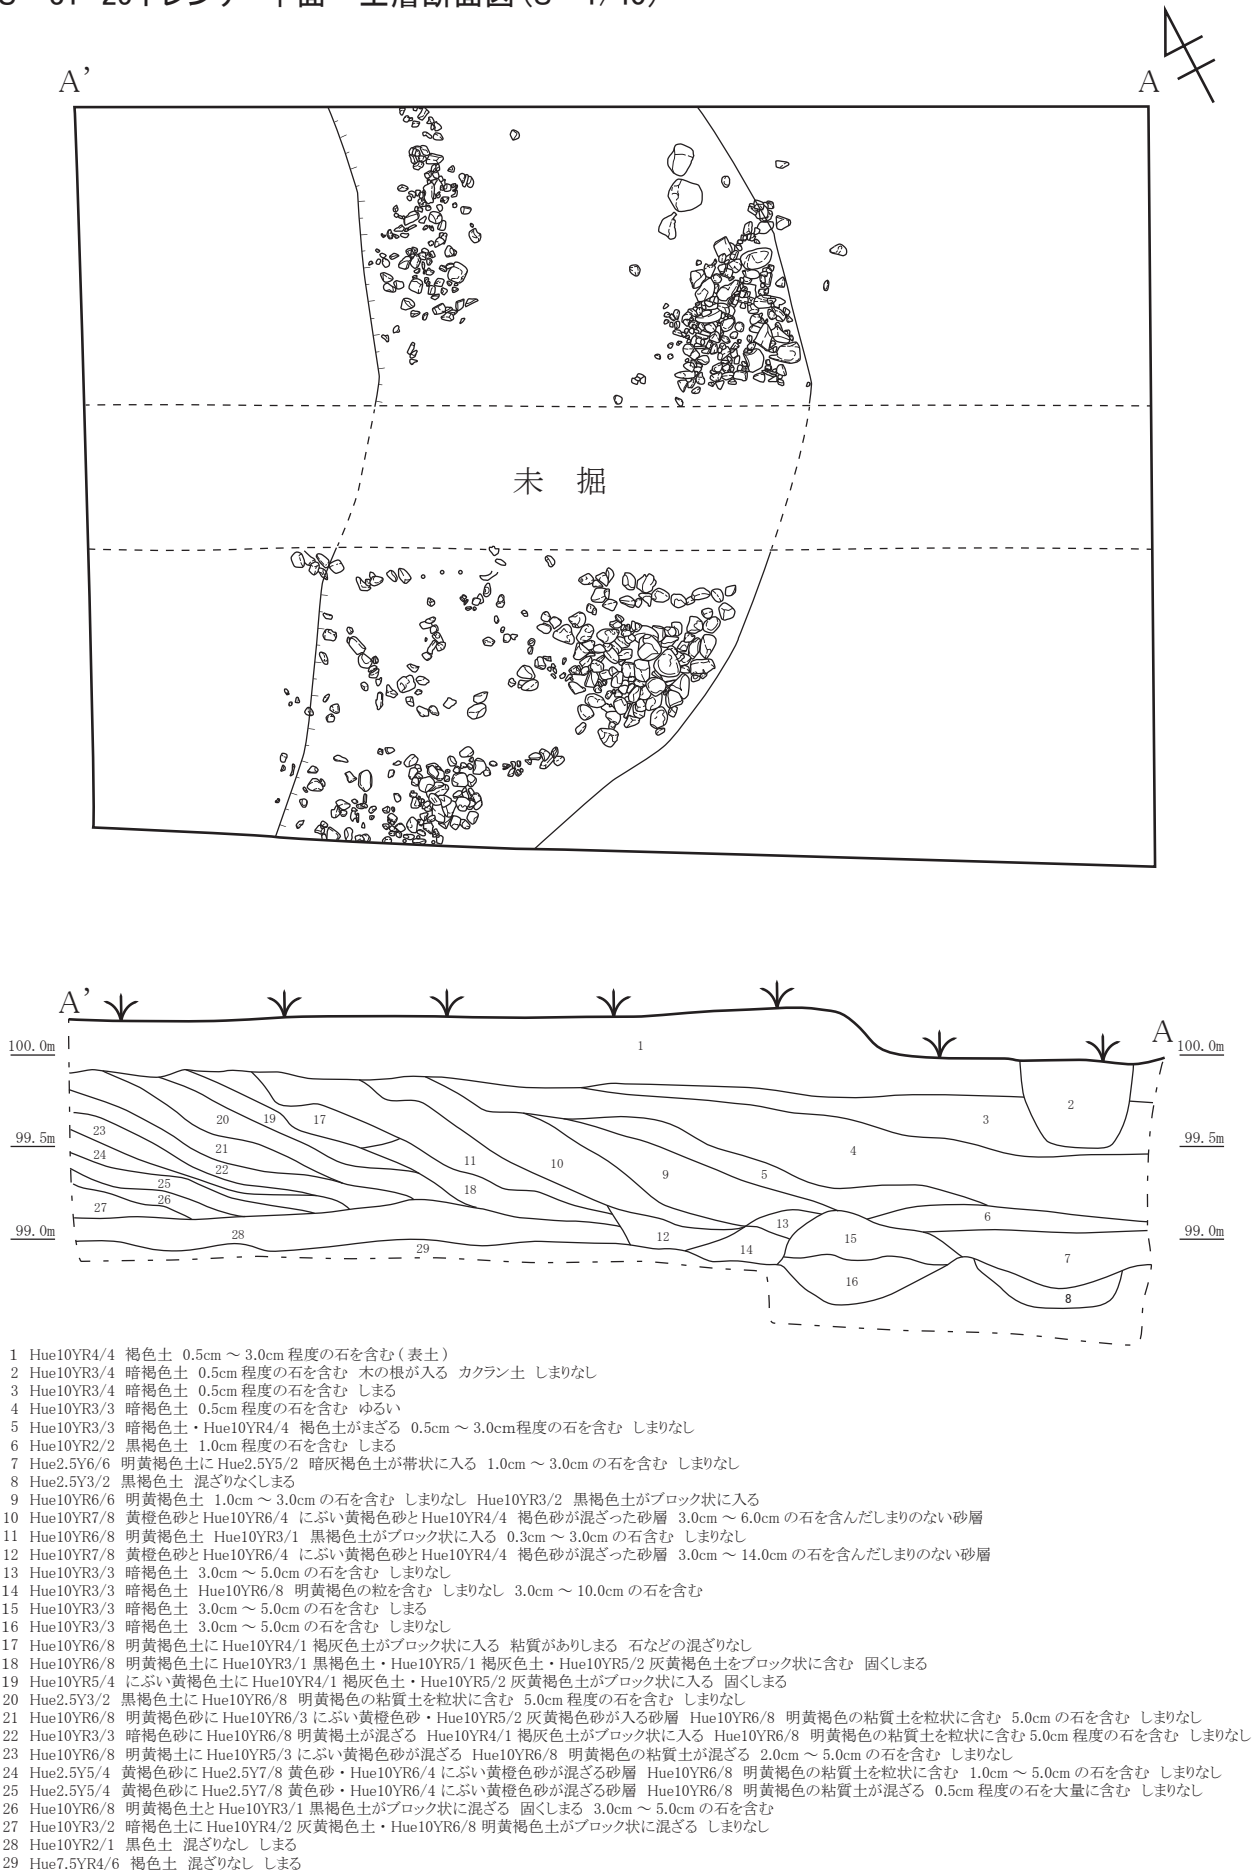 A’
A
未 掘
A’
A
100.0m
100.0m
99.5m
99.5m
99.0m
99.0m
1
2
3
4
5
6
7
8
9
10
11
12
13
14
15
16
17
18
19
20
21
22
23
24
25
26
27
28
29
1 Hue10YR4/4 褐色土 0.5cm ～ 3.0cm 程度の石を含む ( 表土 )
2 Hue10YR3/4 暗褐色土 0.5cm 程度の石を含む 木の根が入る カクラン土 しまりなし
3 Hue10YR3/4 暗褐色土 0.5cm 程度の石を含む しまる
4 Hue10YR3/3 暗褐色土 0.5cm 程度の石を含む ゆるい
5 Hue10YR3/3 暗褐色土・Hue10YR4/4 褐色土がまざる 0.5cm ～ 3.0cm程度の石を含む しまりなし
6 Hue10YR2/2 黒褐色土 1.0cm 程度の石を含む しまる
7 Hue2.5Y6/6 明黄褐色土に Hue2.5Y5/2 暗灰褐色土が帯状に入る 1.0cm ～ 3.0cm の石を含む しまりなし
8 Hue2.5Y3/2 黒褐色土 混ざりなくしまる
9 Hue10YR6/6 明黄褐色土 1.0cm ～ 3.0cm の石を含む しまりなし Hue10YR3/2 黒褐色土がブロック状に入る
10 Hue10YR7/8 黄橙色砂と Hue10YR6/4 にぶい黄褐色砂と Hue10YR4/4 褐色砂が混ざった砂層 3.0cm ～ 6.0cm の石を含んだしまりのない砂層
11 Hue10YR6/8 明黄褐色土 Hue10YR3/1 黒褐色土がブロック状に入る 0.3cm ～ 3.0cm の石含む しまりなし
12 Hue10YR7/8 黄橙色砂と Hue10YR6/4 にぶい黄褐色砂と Hue10YR4/4 褐色砂が混ざった砂層 3.0cm ～ 14.0cm の石を含んだしまりのない砂層
13 Hue10YR3/3 暗褐色土 3.0cm ～ 5.0cm の石を含む しまりなし
14 Hue10YR3/3 暗褐色土 Hue10YR6/8 明黄褐色の粒を含む しまりなし 3.0cm ～ 10.0cm の石を含む
15 Hue10YR3/3 暗褐色土 3.0cm ～ 5.0cm の石を含む しまる
16 Hue10YR3/3 暗褐色土 3.0cm ～ 5.0cm の石を含む しまりなし
17 Hue10YR6/8 明黄褐色土に Hue10YR4/1 褐灰色土がブロック状に入る 粘質がありしまる 石などの混ざりなし
18 Hue10YR6/8 明黄褐色土に Hue10YR3/1 黒褐色土・Hue10YR5/1 褐灰色土・Hue10YR5/2 灰黄褐色土をブロック状に含む 固くしまる
19 Hue10YR5/4 にぶい黄褐色土に Hue10YR4/1 褐灰色土・Hue10YR5/2 灰黄褐色土がブロック状に入る 固くしまる
20 Hue2.5Y3/2 黒褐色土に Hue10YR6/8 明黄褐色の粘質土を粒状に含む 5.0cm 程度の石を含む しまりなし
21 Hue10YR6/8 明黄褐色砂に Hue10YR6/3 にぶい黄橙色砂・Hue10YR5/2 灰黄褐色砂が入る砂層 Hue10YR6/8 明黄褐色の粘質土を粒状に含む 5.0cm の石を含む しまりなし
22 Hue10YR3/3 暗褐色砂に Hue10YR6/8 明黄褐土が混ざる Hue10YR4/1 褐灰色土がブロック状に入る Hue10YR6/8 明黄褐色の粘質土を粒状に含む 5.0cm 程度の石を含む しまりなし
23 Hue10YR6/8 明黄褐土に Hue10YR5/3 にぶい黄褐色砂が混ざる Hue10YR6/8 明黄褐色の粘質土が混ざる 2.0cm ～ 5.0cm の石を含む しまりなし
24 Hue2.5Y5/4 黄褐色砂に Hue2.5Y7/8 黄色砂・Hue10YR6/4 にぶい黄橙色砂が混ざる砂層 Hue10YR6/8 明黄褐色の粘質土を粒状に含む 1.0cm ～ 5.0cm の石を含む しまりなし
25 Hue2.5Y5/4 黄褐色砂に Hue2.5Y7/8 黄色砂・Hue10YR6/4 にぶい黄橙色砂が混ざる砂層 Hue10YR6/8 明黄褐色の粘質土が混ざる 0.5cm 程度の石を大量に含む しまりなし
26 Hue10YR6/8 明黄褐色土と Hue10YR3/1 黒褐色土がブロック状に混ざる 固くしまる 3.0cm ～ 5.0cm の石を含む
27 Hue10YR3/2 暗褐色土に Hue10YR4/2 灰黄褐色土・Hue10YR6/8 明黄褐色土がブロック状に混ざる しまりなし
28 Hue10YR2/1 黒色土 混ざりなし しまる
29 Hue7.5YR4/6 褐色土 混ざりなし しまる